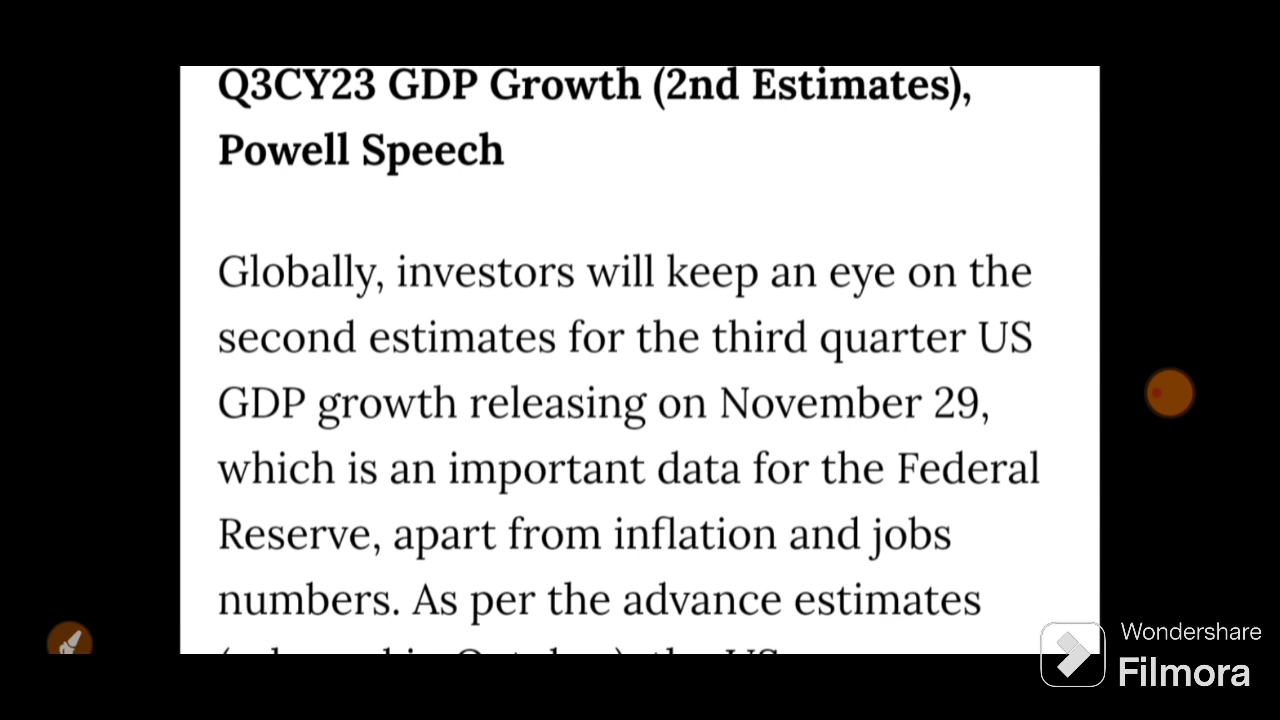 Q3CY23 GDP Growth (2nd Estimates),
Powell Speech
Globally, investors will keep an eye on the
second estimates for the third quarter US
GDP growth releasing on November 29,
which is an important data for the Federal
Reserve, apart from inflation and jobs
numbers. As per the advance estimates
Wondershare
Filmora